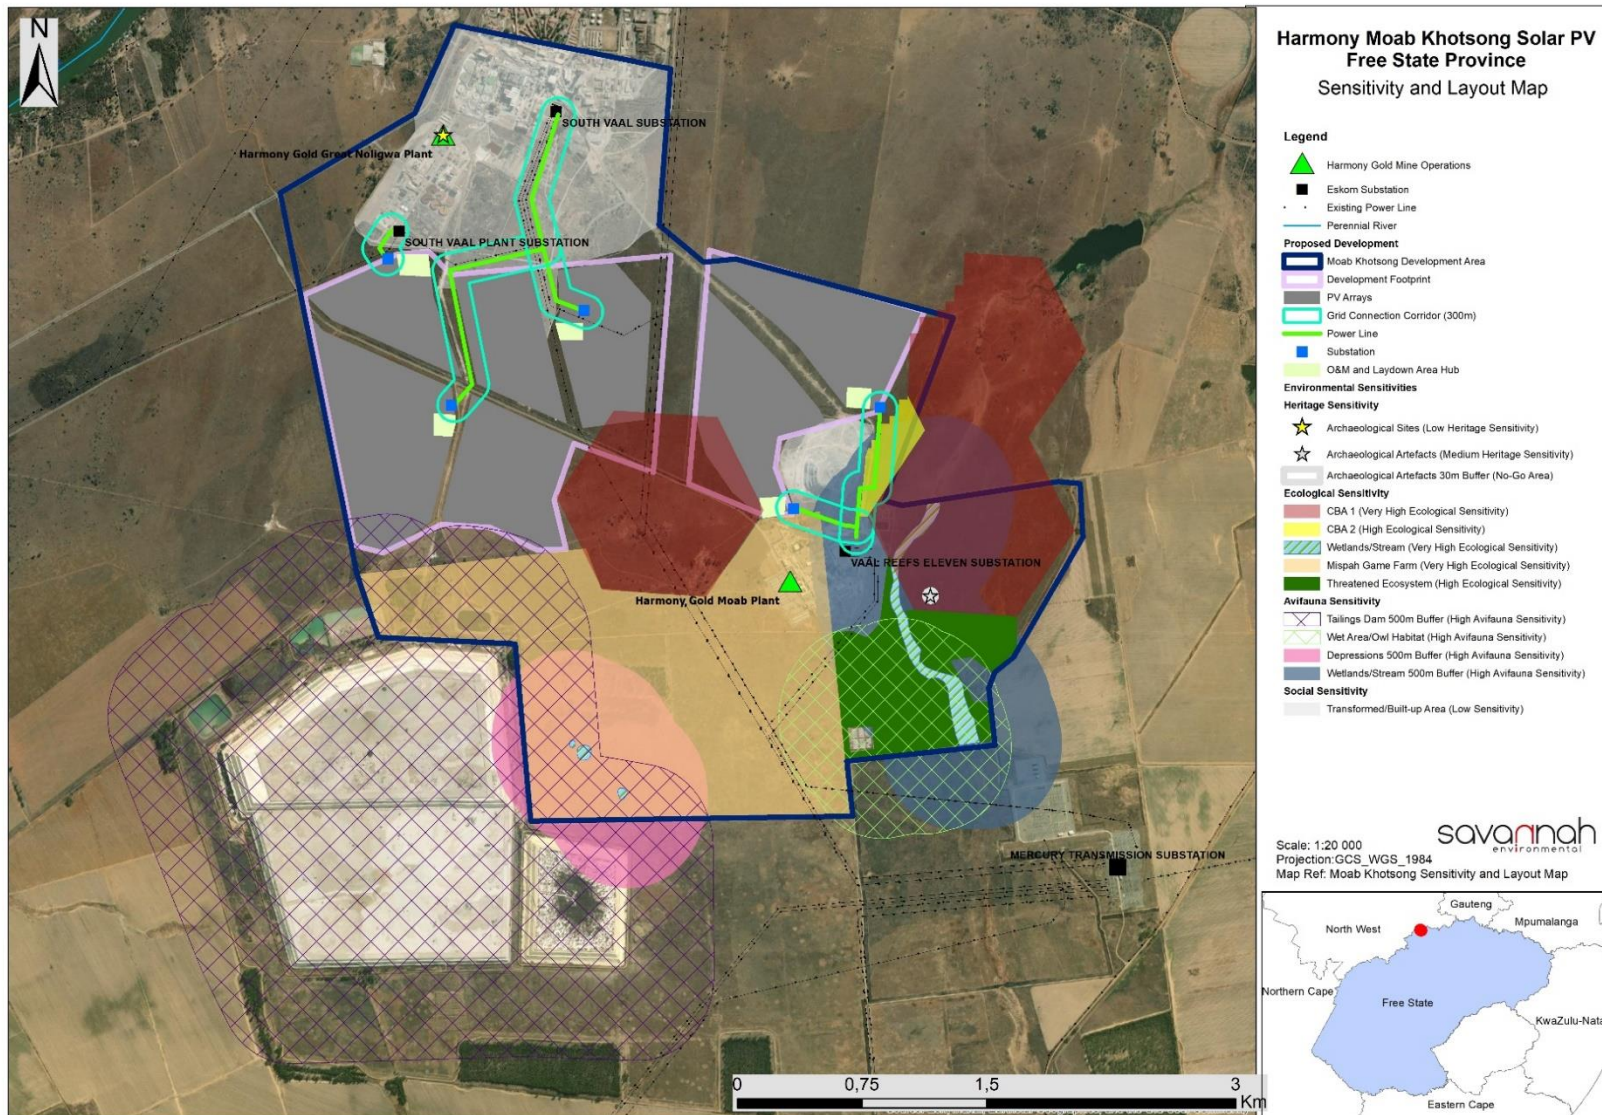 N
SOUTH VAAL SUBSTATION
Harmony Gold Great Noligwa Plant
SOUTH VAAL PLANT SUBSTATION
VAAL REEFS ELEVEN SUBSTATION
Harmony Gold Moab Plant
MERCURY TRANSMISSION SUBSTATION
0 0,75 1,5 3
Km
Harmony Moab Khotsong Solar PV
Free State Province
Sensitivity and Layout Map
Legend
Harmony Gold Mine Operations
Eskom Substation
Existing Power Line
Perennial River
Proposed Development
Moab Khotsong Development Area
Development Footprint
PV Arrays
Grid Connection Corridor (300m)
Power Line
Substation
O&M and Laydown Area Hub
Environmental Sensitivities
Heritage Sensitivity
Archaeological Sites (Low Heritage Sensitivity)
Archaeological Artefacts (Medium Heritage Sensitivity)
Archaeological Artefacts 30m Buffer (No-Go Area)
Ecological Sensitivity
CBA 1 (Very High Ecological Sensitivity)
CBA 2 (High Ecological Sensitivity)
Wetlands/Stream (Very High Ecological Sensitivity)
Mispah Game Farm (Very High Ecological Sensitivity)
Threatened Ecosystem (High Ecological Sensitivity)
Avifauna Sensitivity
Tailings Dam 500m Buffer (High Avifauna Sensitivity)
Wet Area/Owl Habitat (High Avifauna Sensitivity)
Depressions 500m Buffer (High Avifauna Sensitivity)
Wetlands/Stream 500m Buffer (High Avifauna Sensitivity)
Social Sensitivity
Transformed/Built-up Area (Low Sensitivity)
savannah
environmental
Scale: 1:20 000
Projection:GCS_WGS_1984
Map Ref: Moab Khotsong Sensitivity and Layout Map
Gauteng
North West
Mpumalanga
Northern Cape
Free State
KwaZulu-Nata
Eastern Cape